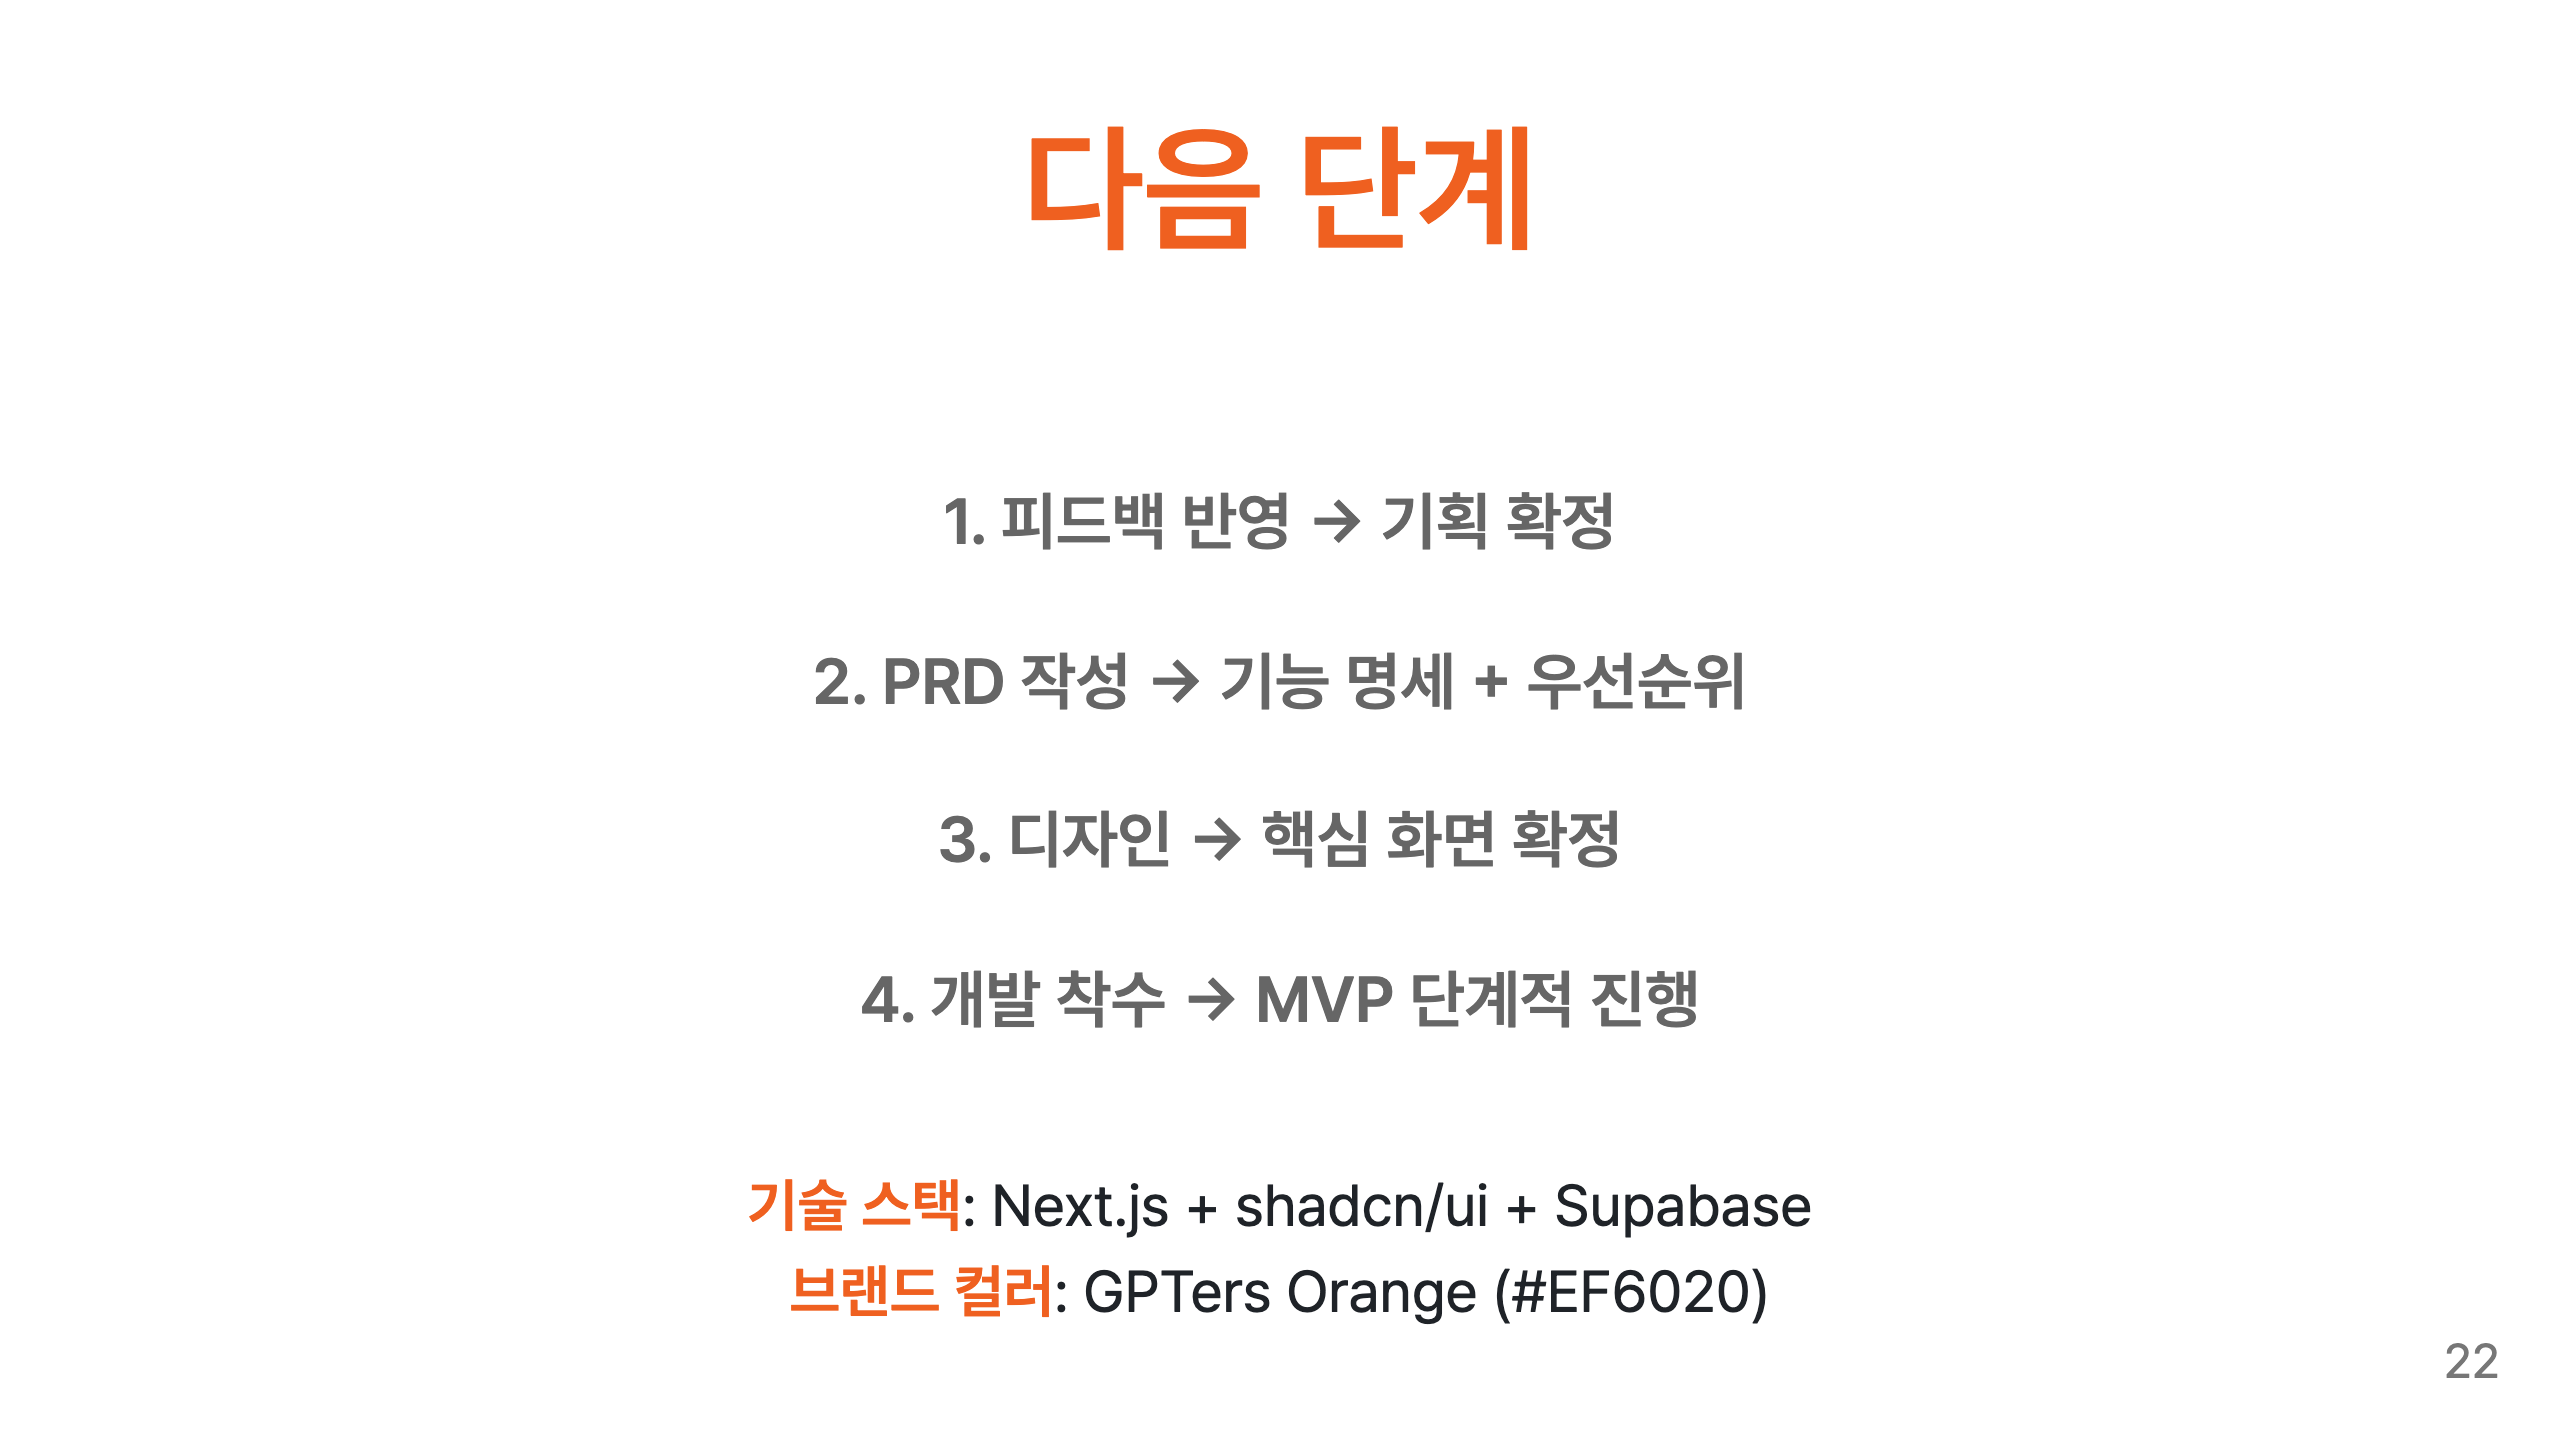 다음 단계
1. 피드백 반영 → 기획 확정
2. PRD 작성 → 기능 명세 + 우선순위
3. 디자인 → 핵심 화면 확정
4. 개발 착수 → MVP 단계적 진행
기술 스택: Next.js + shadcn/ui + Supabase
브랜드 컬러: GPTers Orange (#EF6020)
22